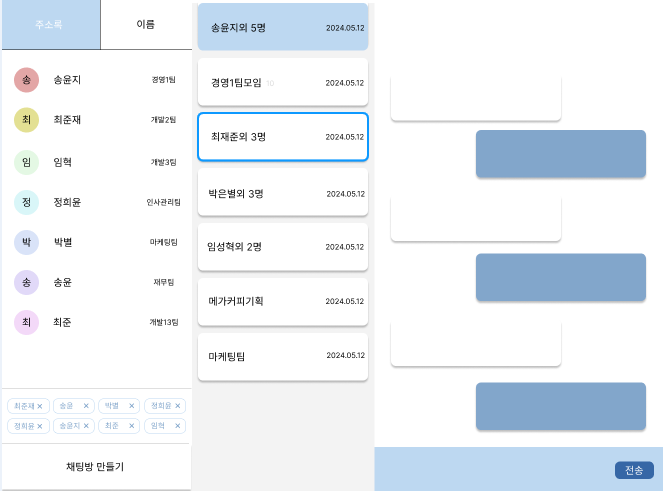 주소록 이름
송 송윤지 경영1팀
최 최준재 개발2팀
임 임혁 개발3팀
정 정희윤 인사관리팀
박 박별 마케팅팀
송 송윤 재무팀
최 최준 개발13팀
최준재 × 송윤 × 박별 × 정희윤 ×
정희윤 × 송윤지 × 최준 × 임혁 ×
채팅방 만들기
송윤지외 5명 2024.05.12
경영1팀모임 10 2024.05.12
최재준외 3명 2024.05.12
박은별외 3명 2024.05.12
임성혁외 2명 2024.05.12
메가커피기획 2024.05.12
마케팅팀 2024.05.12
전송